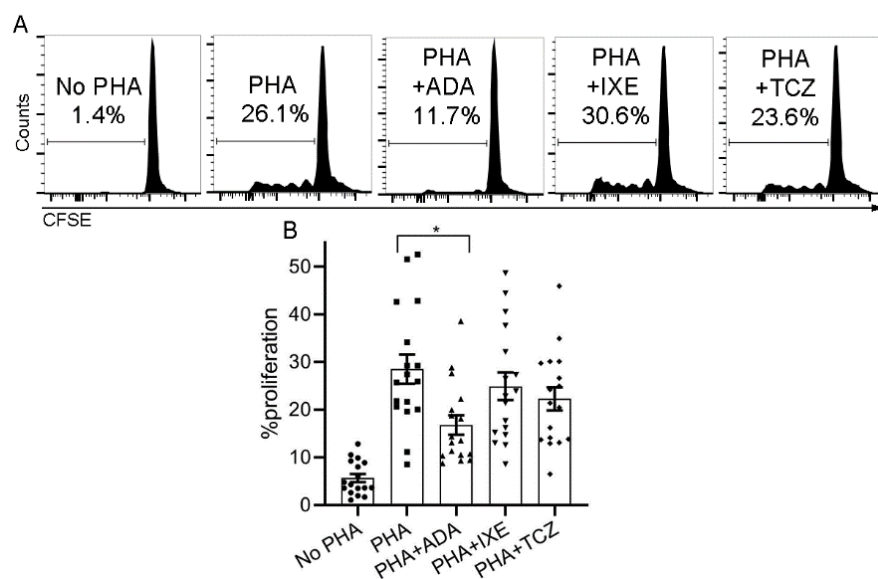 A
No PHA
1.4%
PHA
26.1%
PHA
+ADA
11.7%
PHA
+IXE
30.6%
PHA
+TCZ
23.6%
Counts
CFSE
B
*
%proliferation
50
40
30
20
10
0
No PHA
PHA
PHA+ADA
PHA+IXE
PHA+TCZ